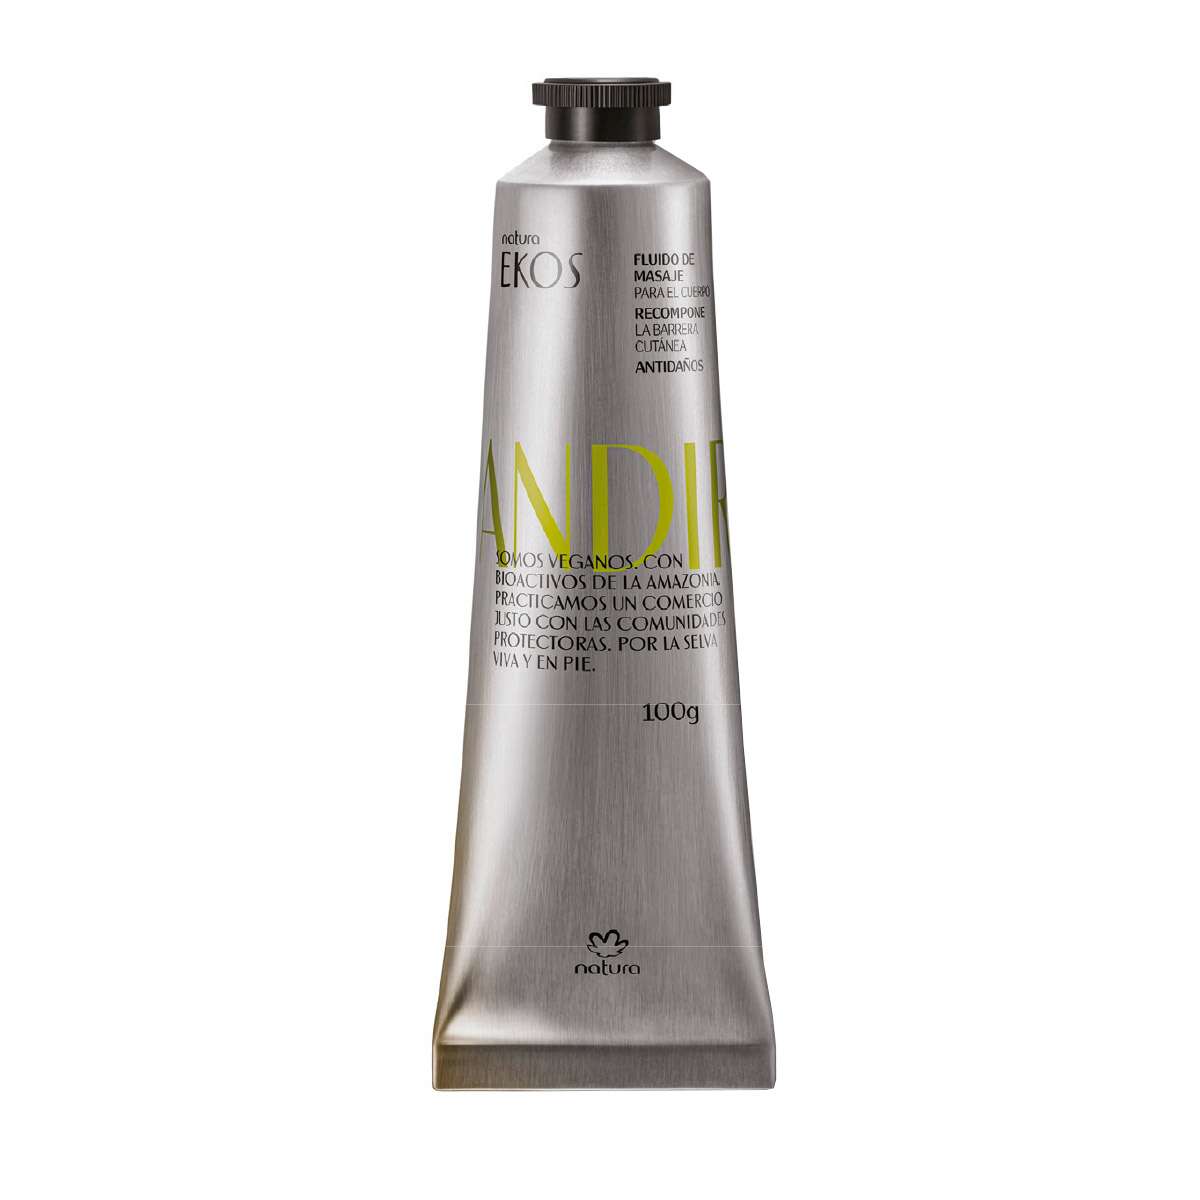 natura
EKOS
FLUIDO DE
MASAJE
PARA EL CUERPO
RECOMPONE
LA BARRERA
CUTÁNEA
ANTIDAÑOS
ANDIR
SOMOS VEGANOS. CON
BIOACTIVOS DE LA AMAZONIA.
PRACTICAMOS UN COMERCIO
JUSTO CON LAS COMUNIDADES
PROTECTORAS. POR LA SELVA
VIVA Y EN PIE.
100g
natura